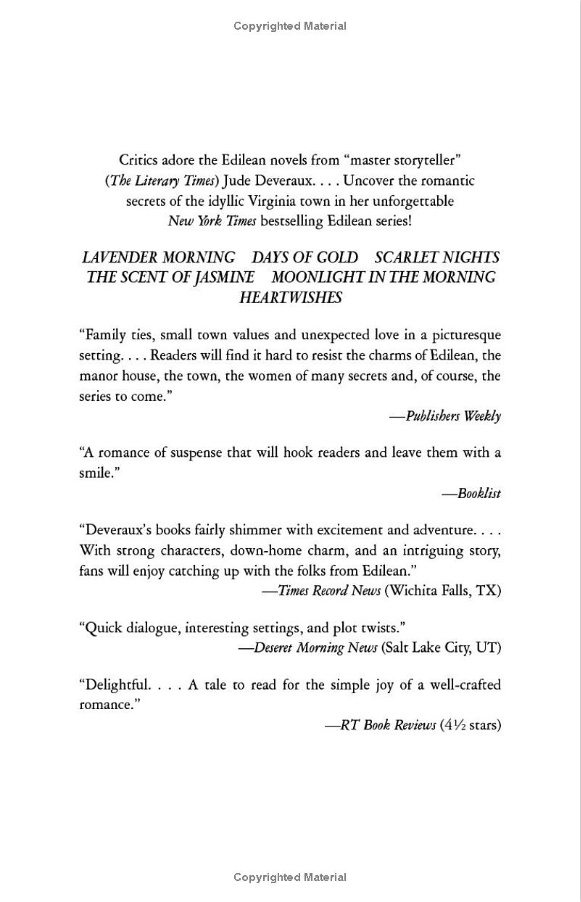 Copyrighted Material
Critics adore the Edilean novels from “master storyteller”
(The Literary Times) Jude Deveraux. . . . Uncover the romantic
secrets of the idyllic Virginia town in her unforgettable
New York Times bestselling Edilean series!
LAVENDER MORNING DAYS OF GOLD SCARLET NIGHTS
THE SCENT OF JASMINE MOONLIGHT IN THE MORNING
HEARTWISHES
“Family ties, small town values and unexpected love in a picturesque
setting. . . . Readers will find it hard to resist the charms of Edilean, the
manor house, the town, the women of many secrets and, of course, the
series to come.”
—Publishers Weekly
“A romance of suspense that will hook readers and leave them with a
smile.”
—Booklist
“Deveraux’s books fairly shimmer with excitement and adventure. . . .
With strong characters, down-home charm, and an intriguing story,
fans will enjoy catching up with the folks from Edilean.”
—Times Record News (Wichita Falls, TX)
“Quick dialogue, interesting settings, and plot twists.”
—Deseret Morning News (Salt Lake City, UT)
“Delightful. . . . A tale to read for the simple joy of a well-crafted
romance.”
—RT Book Reviews (4½ stars)
Copyrighted Material